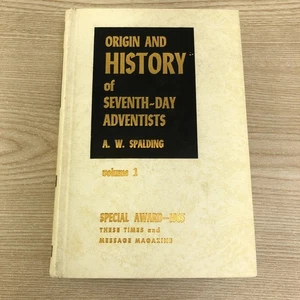 ORIGIN AND
HISTORY
of
SEVENTH-DAY
ADVENTISTS
A. W. SPALDING
volume 1
SPECIAL AWARD—
THESE TIMES and
MESSAGE MAGAZINE